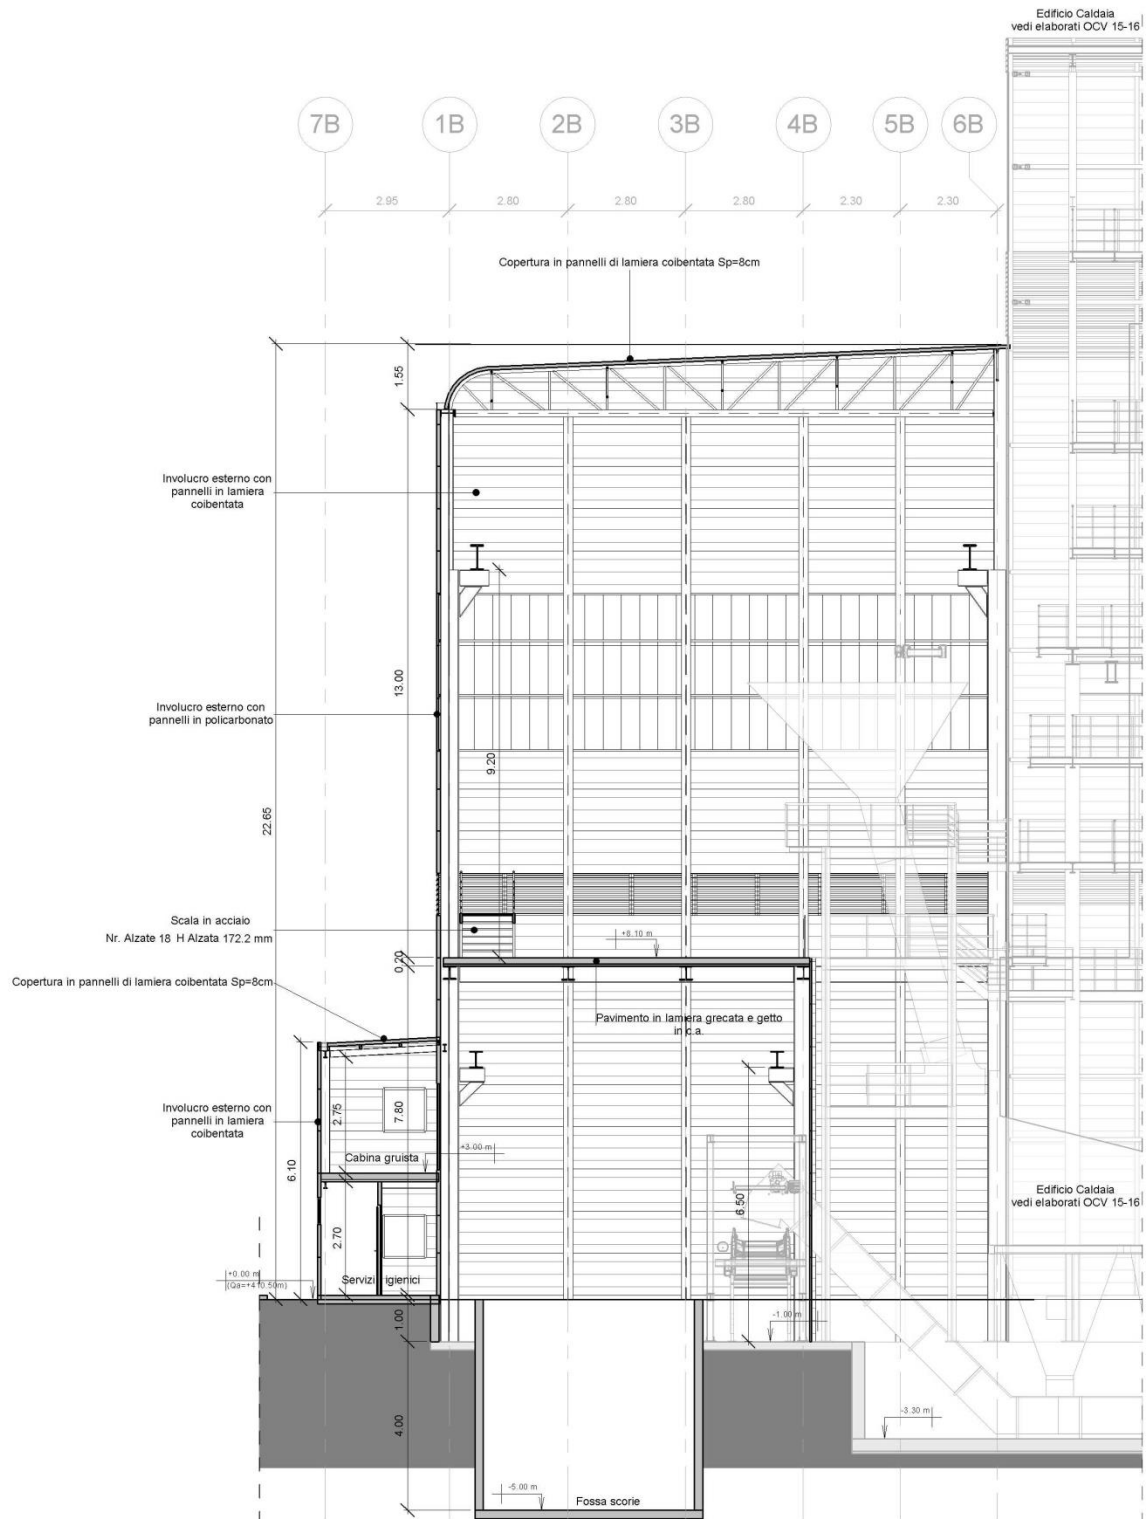 Edificio Caldaia
vedi elaborati OCV 15-16
7B
1B
2B
3B
4B
5B
6B
2.95
2.80
2.80
2.80
2.30
2.30
Copertura in pannelli di lamiera coibentata Sp=8cm
1.55
Involucro esterno con
pannelli in lamiera
coibentata
13.00
Involucro esterno con
pannelli in policarbonato
9.20
22.65
Scala in acciaio
Nr. Alzate 18 H Alzata 172.2 mm
+8.10 m
0.20
Copertura in pannelli di lamiera coibentata Sp=8cm
Pavimento in lamiera grecata e getto
in c.a.
Involucro esterno con
pannelli in lamiera
coibentata
2.75
7.80
+3.00 m
Cabina gruista
6.10
6.50
Edificio Caldaia
vedi elaborati OCV 15-16
2.70
+0.00 m
(Qa=+410.50m)
Servizi igienici
1.00
-1.00 m
4.00
-3.30 m
-5.00 m
Fossa scorie